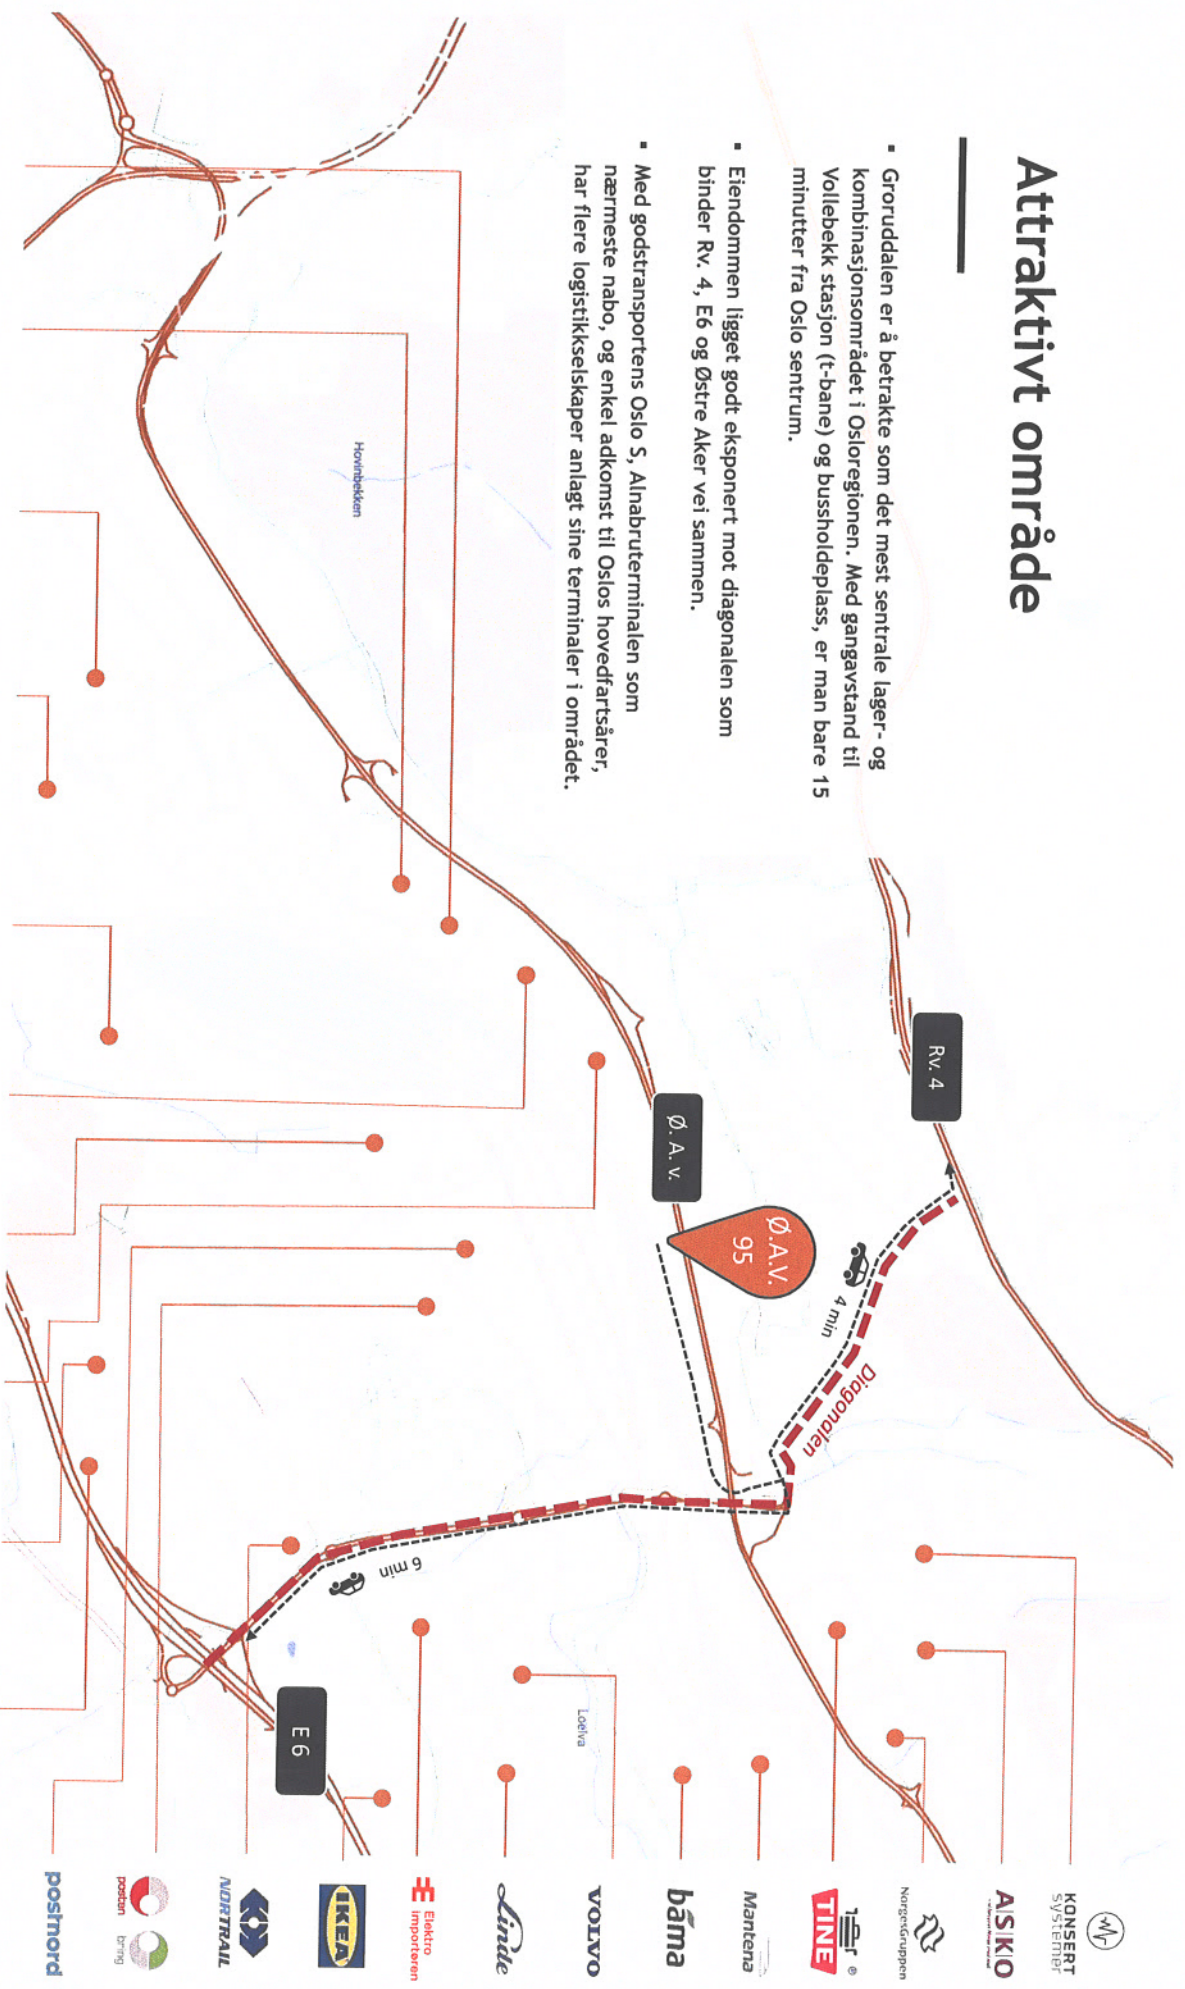 Attraktivt område
▪ Groruddalen er å betrakte som det mest sentrale lager- og
kombinasjonsområdet i Osloregionen. Med gangavstand til
Vollebekk stasjon (t-bane) og bussholdeplass, er man bare 15
minutter fra Oslo sentrum.
▪ Eiendommen ligget godt eksponert mot diagonalen som
binder Rv. 4, E6 og Østre Aker vei sammen.
▪ Med godstransportens Oslo S, Alnabruterminalen som
nærmeste nabo, og enkel adkomst til Oslos hovedfartsårer,
har flere logistikkselskaper anlagt sine terminaler i området.
Hovinbekken
Rv. 4
Ø. A. v.
Ø.A.V.
95
4 min
Diagonalen
6 min
E6
Loelva
KONSERT
systemer
ASKO
NorgesGruppen
TINE
®
Mantena
bama
VOLVO
Linde
Elektro
importøren
IKEA
NORTRAIL
posten
bring
postnord